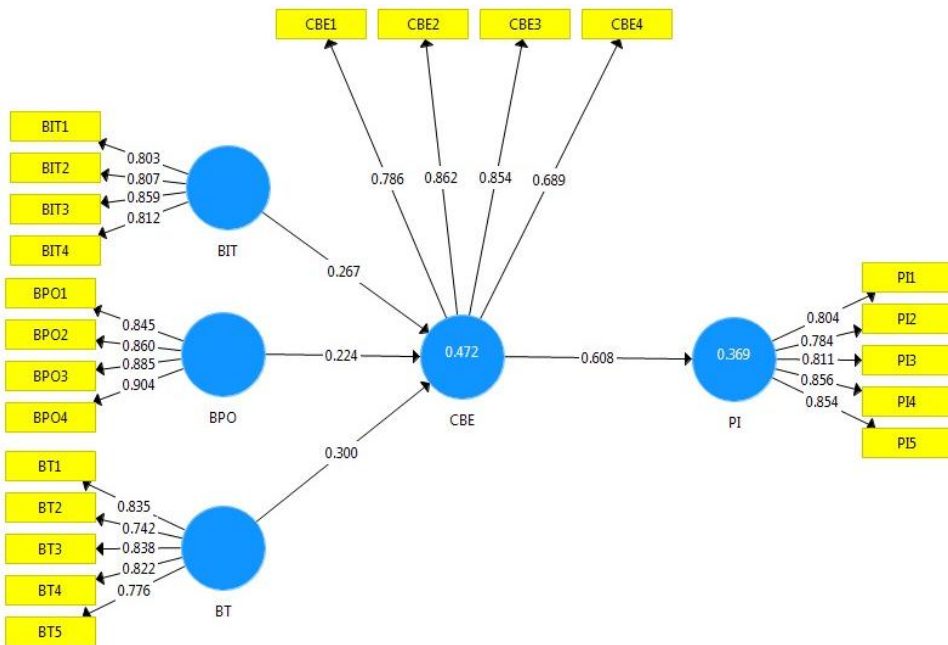 CBE1 CBE2 CBE3 CBE4
0.786 0.862 0.854 0.689
BIT1
BIT2
BIT3
BIT4
0.803
0.807
0.859
0.812
BIT
0.267
BPO1
BPO2
BPO3
BPO4
0.845
0.860
0.885
0.904
BPO
0.224
BT1
BT2
BT3
BT4
BT5
0.835
0.742
0.838
0.822
0.776
BT
0.300
0.472
CBE
0.608
0.369
PI
0.804
0.784
0.811
0.856
0.854
PI1
PI2
PI3
PI4
PI5